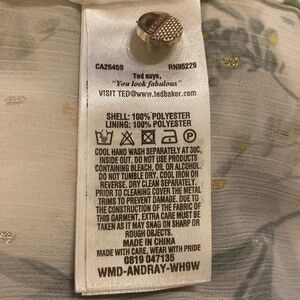 CA25459 RN95229
Ted says,
"You look fabulous"
VISIT TED@www.tedbaker.com
SHELL: 100% POLYESTER
LINING: 100% POLYESTER
COOL HAND WASH SEPARATELY AT 30C,
INSIDE OUT. DO NOT USE PRODUCTS
CONTAINING BLEACH, OIL OR ALCOHOL.
DO NOT TUMBLE DRY. COOL IRON ON
REVERSE. DRY CLEANABLE. TAKE CARE
PRIOR TO CLEANING COVER THE METAL
TRIMS TO PREVENT DAMAGE. DUE TO
THE CONSTRUCTION OF THE FABRIC OF
THIS GARMENT, EXTRA CARE MUST BE
TAKEN AS IT MAY SNAG ON SHARP OR
ROUGH OBJECTS.
MADE IN CHINA
MADE WITH CARE, WEAR WITH PRIDE
0819 047135
WMD-ANDRAY-WH9W